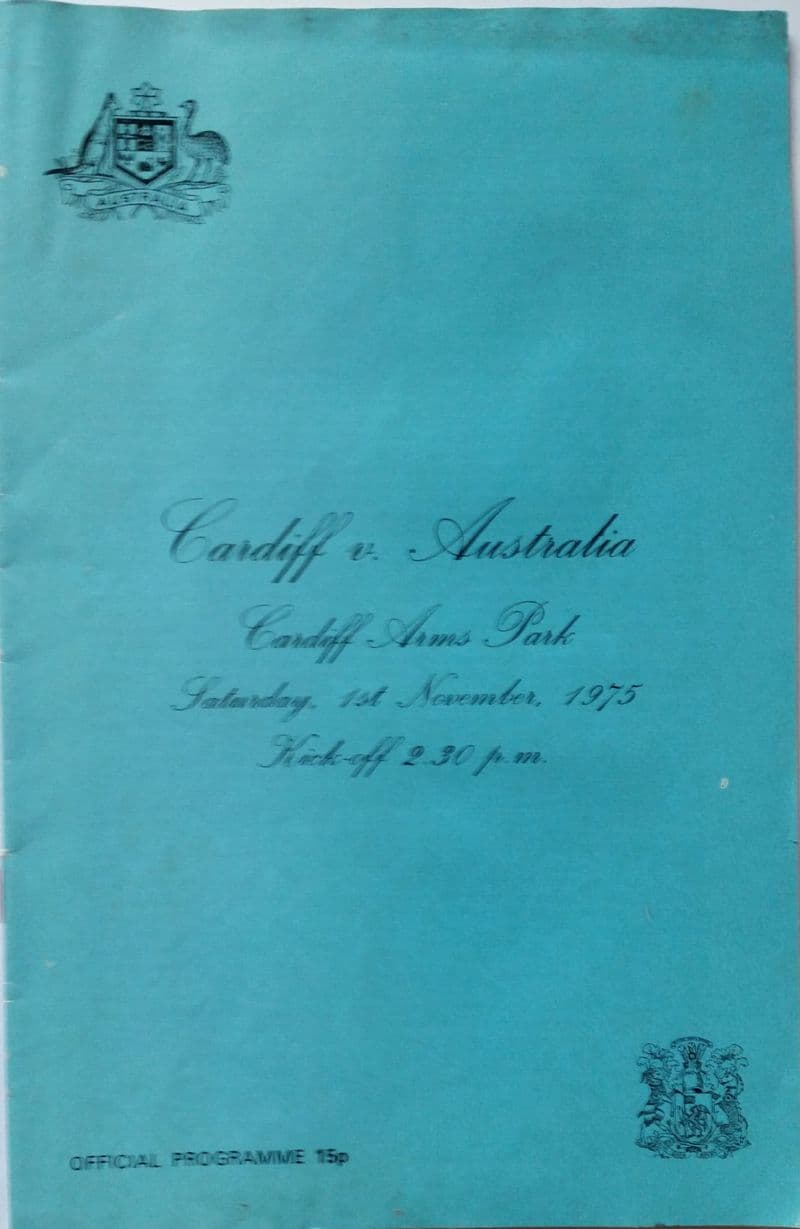 AUSTRALIA
Cardiff v. Australia
Cardiff Arms Park
Saturday, 1st November, 1975
Kick-off 2.30 p.m.
OFFICIAL PROGRAMME 15p